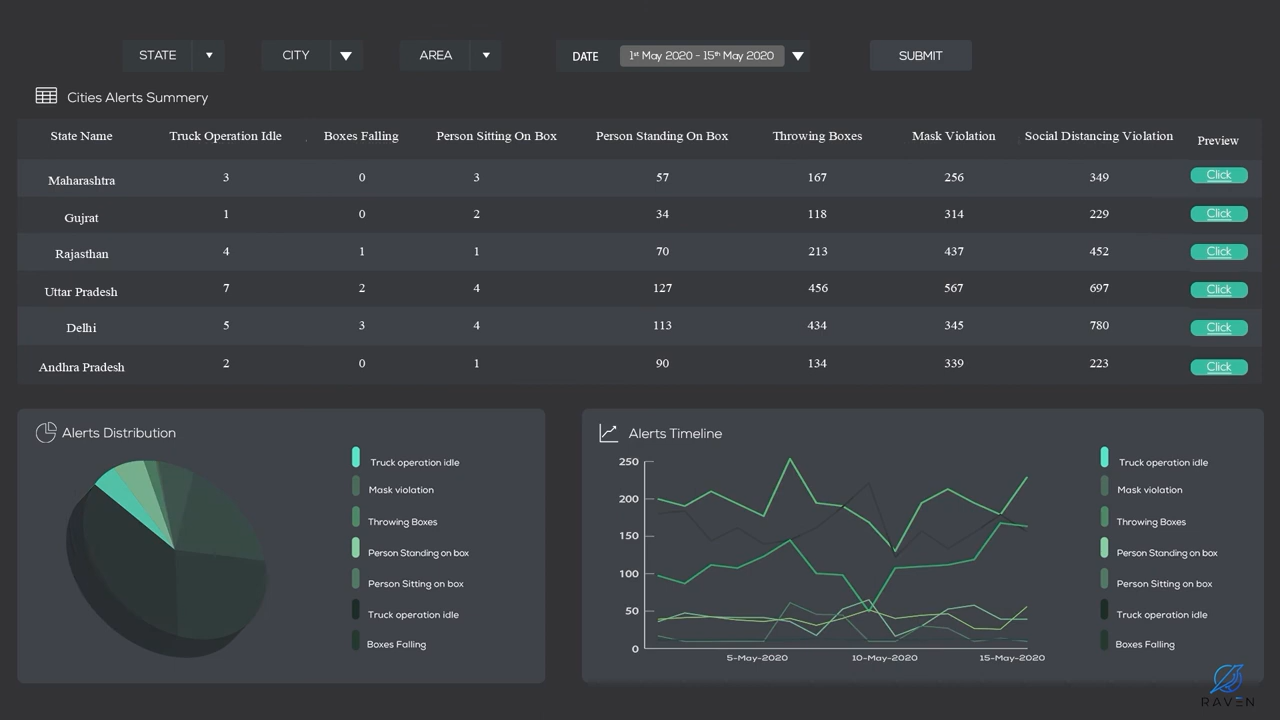 STATE CITY AREA DATE 1st May 2020 - 15th May 2020 SUBMIT
Cities Alerts Summery
State Name Truck Operation Idle Boxes Falling Person Sitting On Box Person Standing On Box Throwing Boxes Mask Violation Social Distancing Violation Preview
Maharashtra 3 0 3 57 167 256 349 Click
Gujrat 1 0 2 34 118 314 229 Click
Rajasthan 4 1 1 70 213 437 452 Click
Uttar Pradesh 7 2 4 127 456 567 697 Click
Delhi 5 3 4 113 434 345 780 Click
Andhra Pradesh 2 0 1 90 134 339 223 Click
Alerts Distribution
Truck operation idle
Mask violation
Throwing Boxes
Person Standing on box
Person Sitting on box
Truck operation idle
Boxes Falling
Alerts Timeline
250
200
150
100
50
0
5-May-2020 10-May-2020 15-May-2020
Truck operation idle
Mask violation
Throwing Boxes
Person Standing on box
Person Sitting on box
Truck operation idle
Boxes Falling
RAVEN